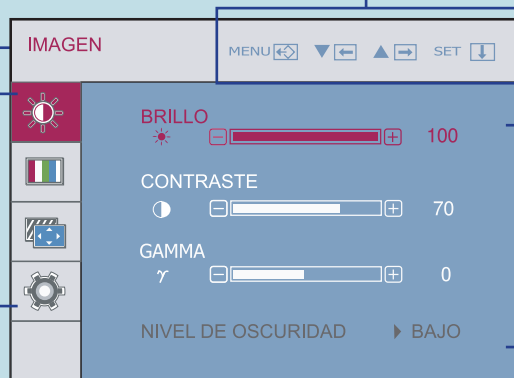 IMAGEN
MENU SET
BRILLO
100
CONTRASTE
70
GAMMA
γ 0
NIVEL DE OSCURIDAD BAJO